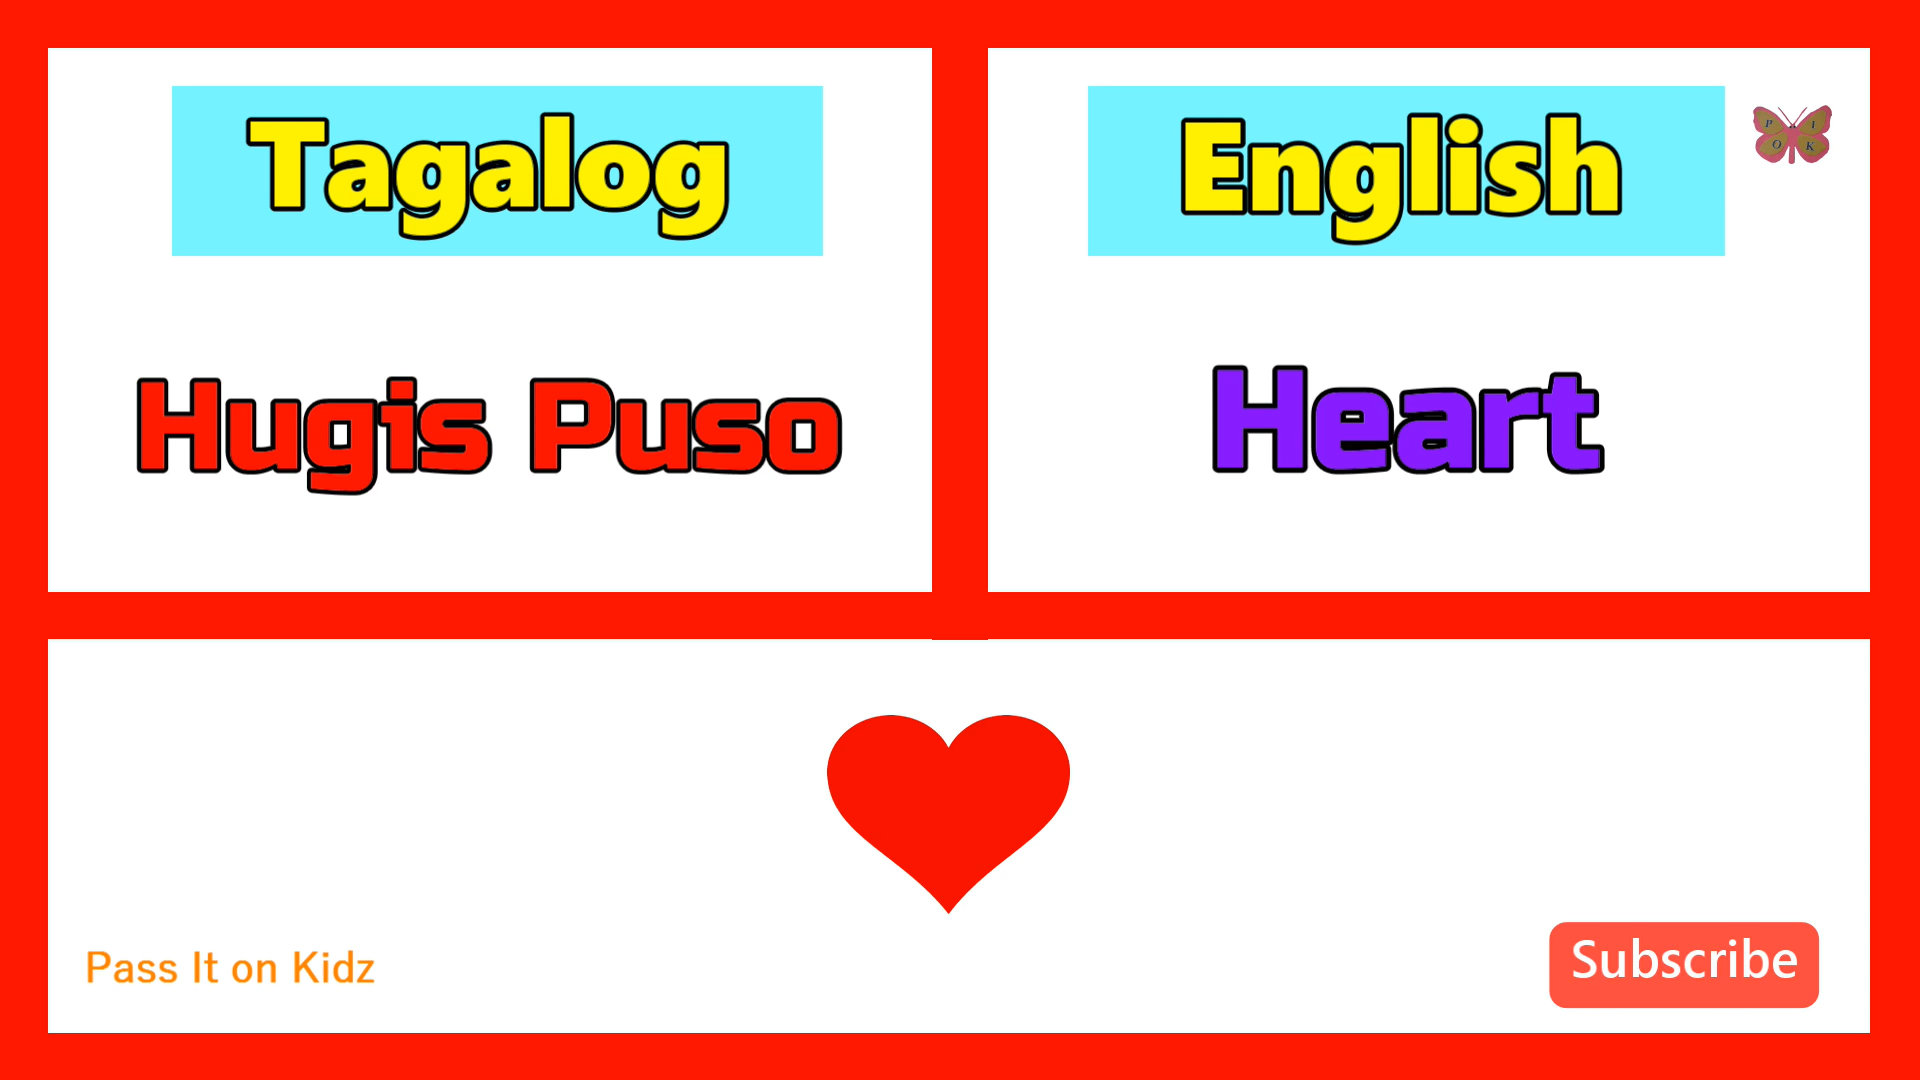 Tagalog
English
P I
O K
Hugis Puso
Heart
Pass It on Kidz
Subscribe